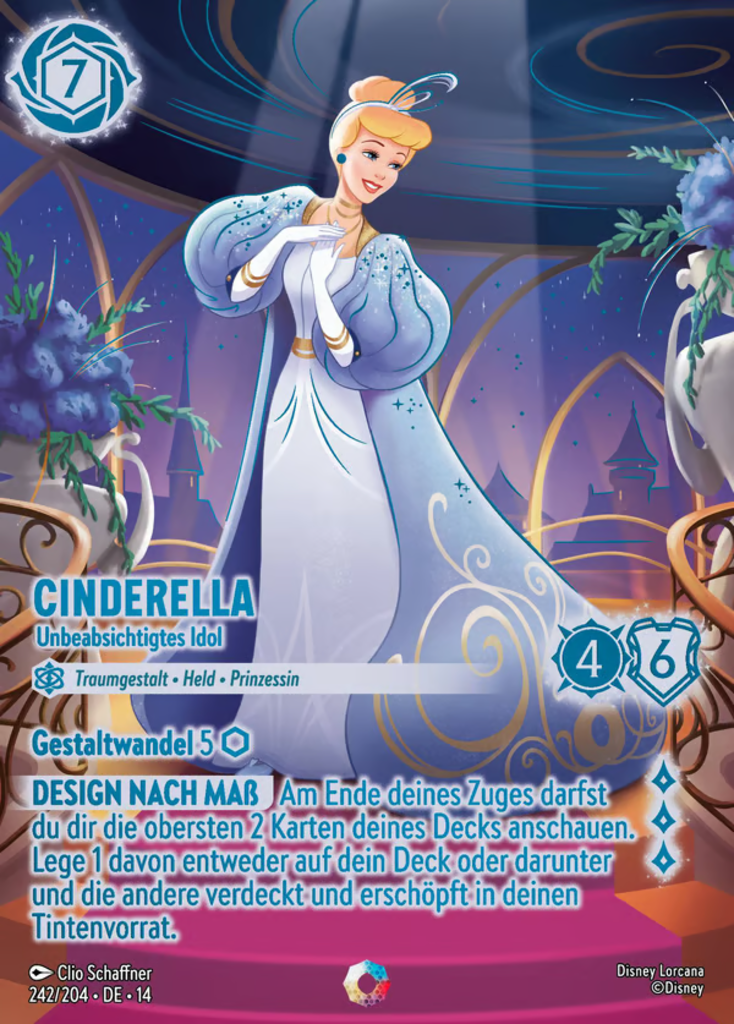 7
CINDERELLA
Unbeabsichtigtes Idol
4 6
Traumgestalt • Held • Prinzessin
Gestaltwandel 5
DESIGN NACH MAẞ Am Ende deines Zuges darfst
du dir die obersten 2 Karten deines Decks anschauen.
Lege 1 davon entweder auf dein Deck oder darunter
und die andere verdeckt und erschöpft in deinen
Tintenvorrat.
Clio Schaffner
242/204 • DE • 14
Disney Lorcana
©Disney